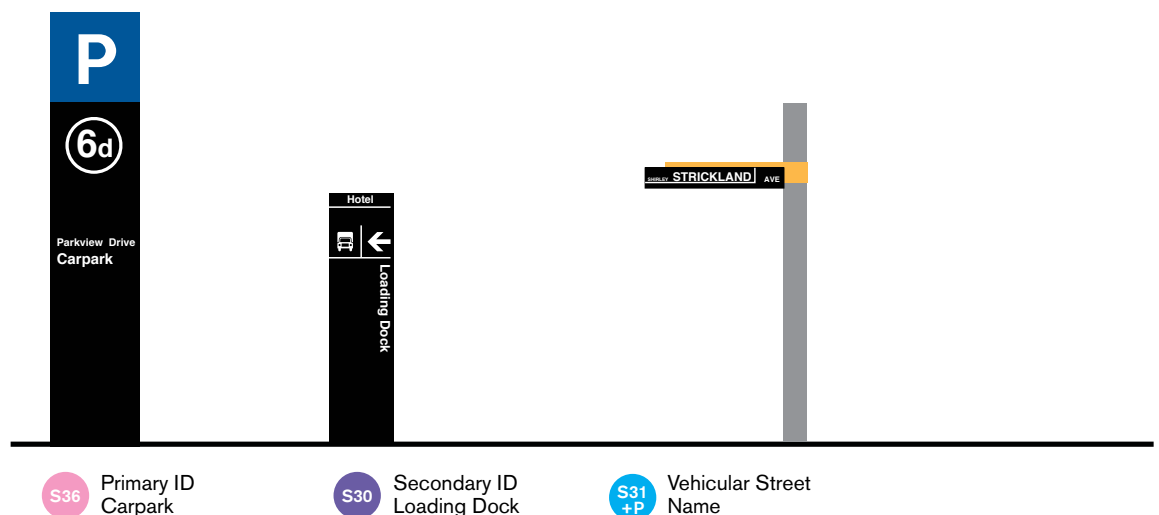 P
6d
Parkview Drive
Carpark
Hotel
Loading Dock
SHIRLEY STRICKLAND AVE
S36
Primary ID
Carpark
S30
Secondary ID
Loading Dock
S31
+P
Vehicular Street
Name